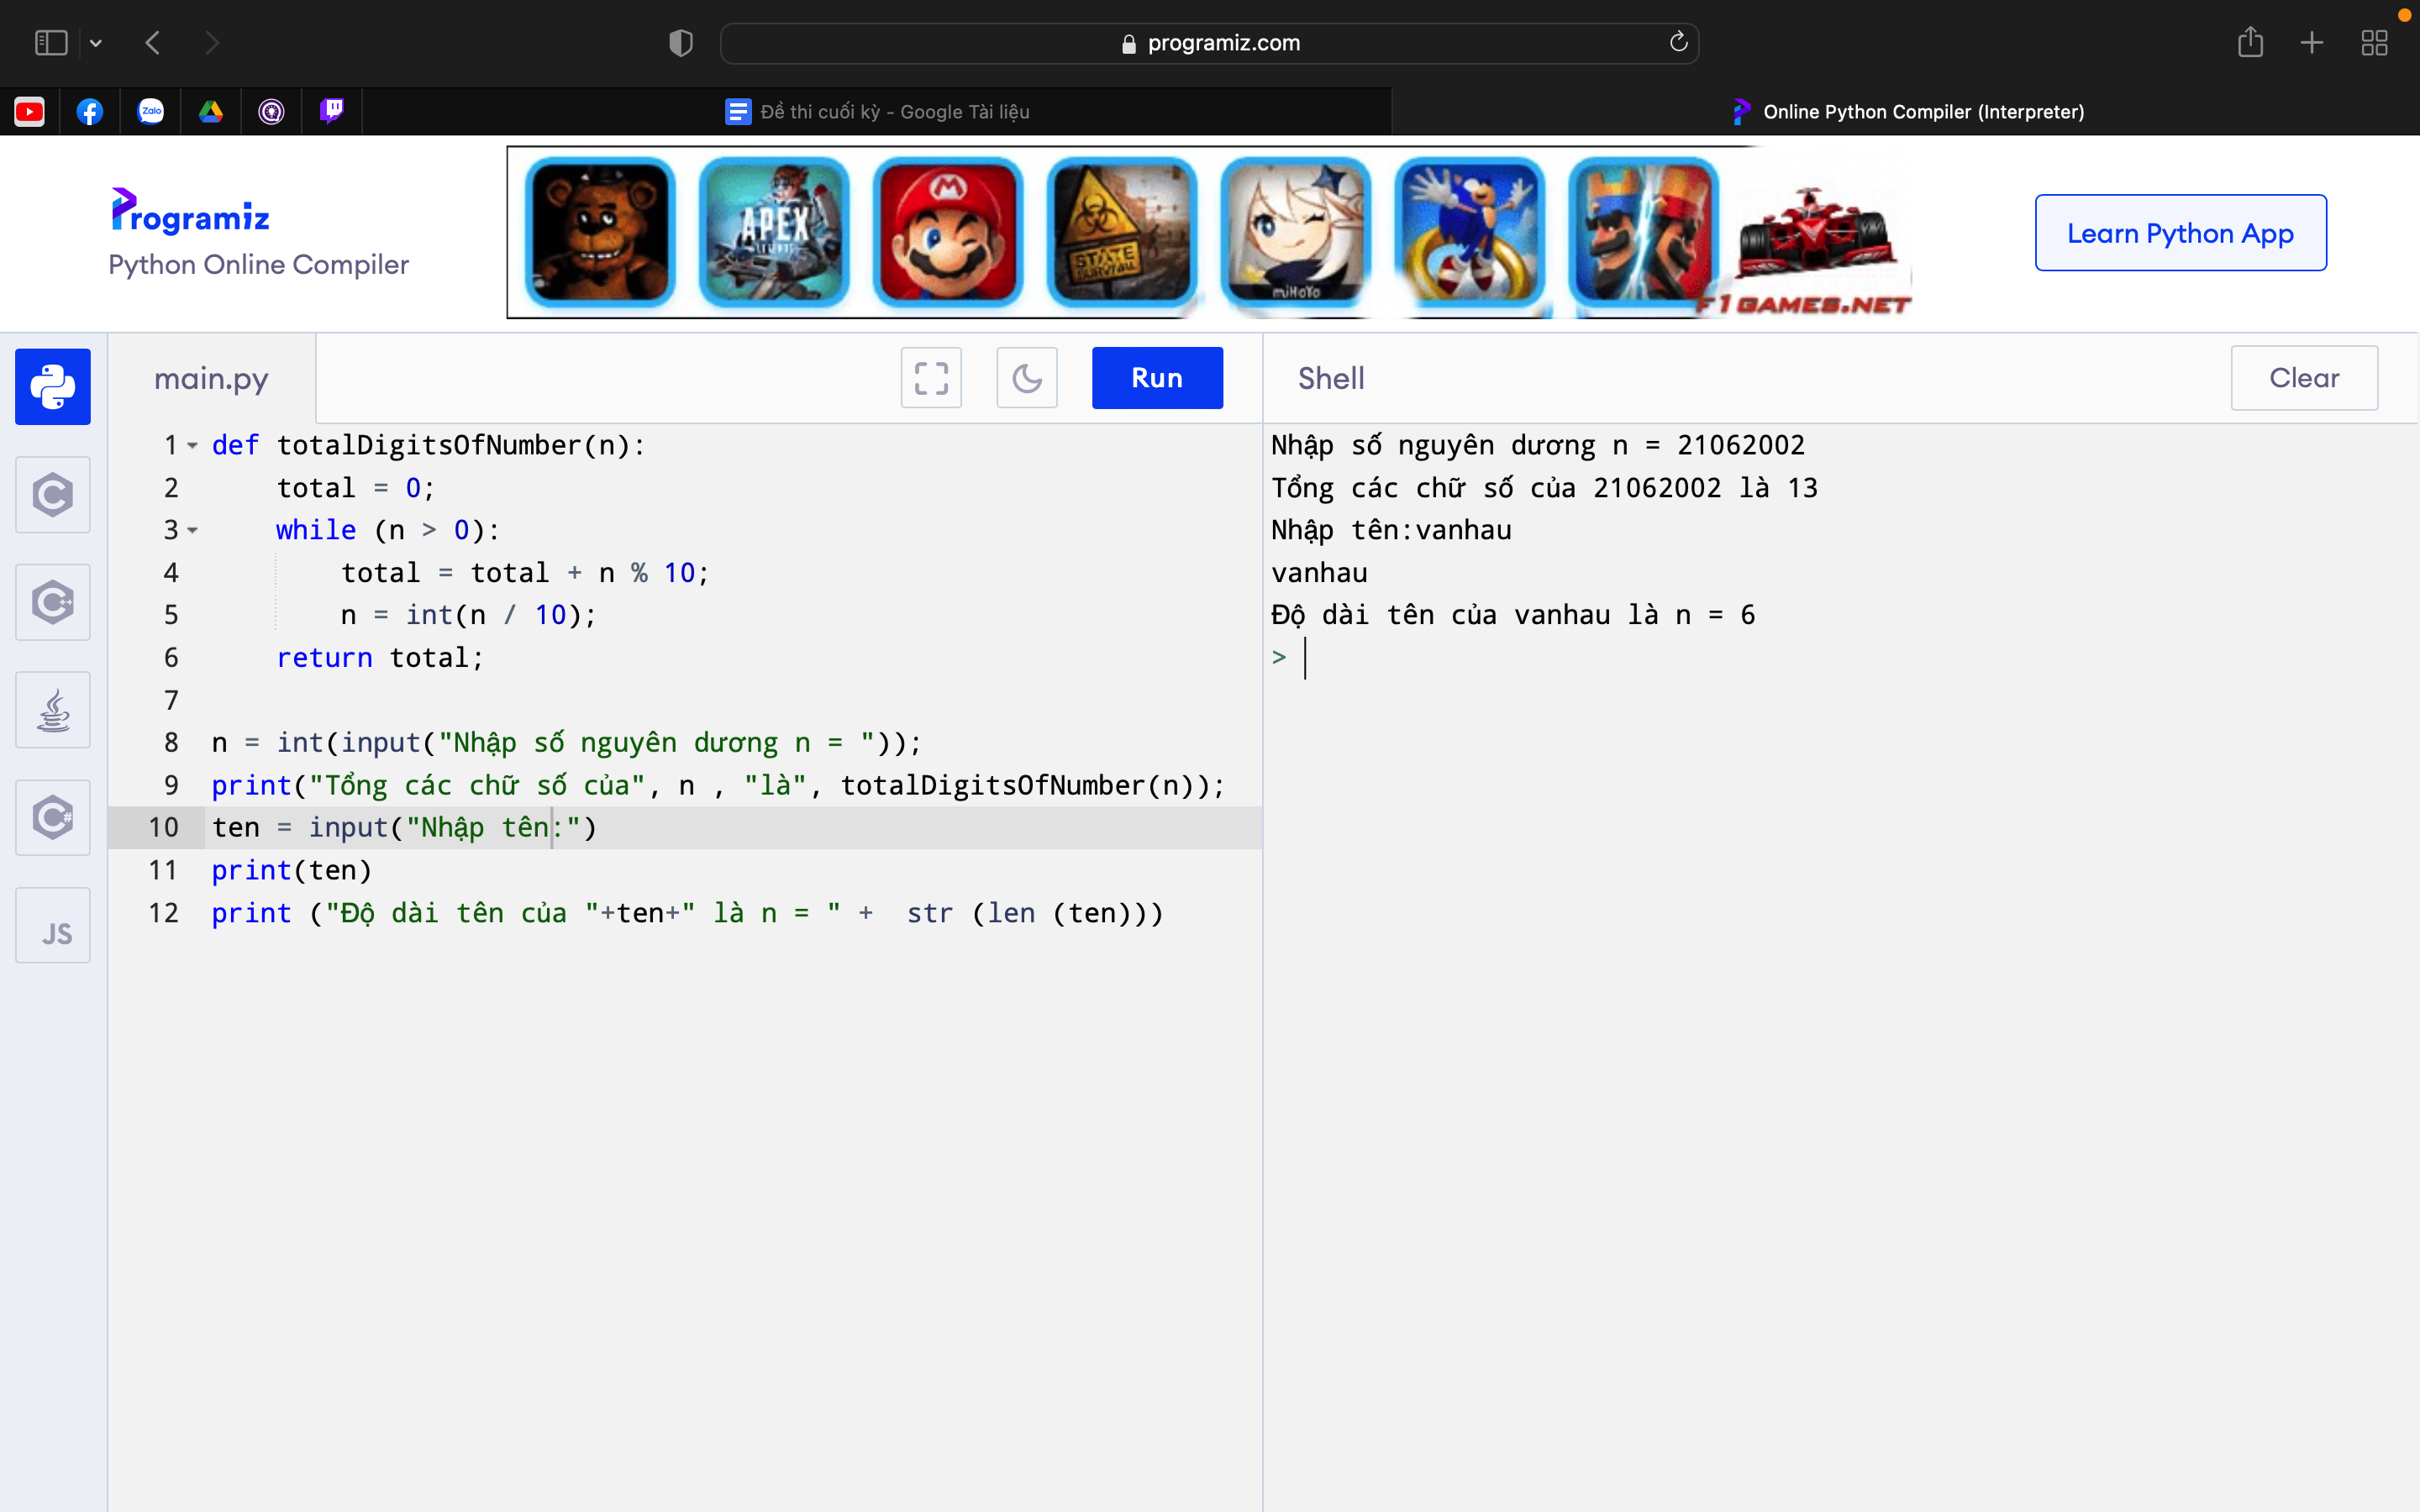 programiz.com
Zalo
Đề thi cuối kỳ - Google Tài liệu
Online Python Compiler (Interpreter)
Programiz
Python Online Compiler
APEX
LEGENDS
M
STATE
SURVIVAL
miHoYo
F1GAMES.NET
Learn Python App
main.py
Run
Shell
Clear
1 def totalDigitsOfNumber(n):
2     total = 0;
3     while (n > 0):
4         total = total + n % 10;
5         n = int(n / 10);
6     return total;
7
8 n = int(input("Nhập số nguyên dương n = "));
9 print("Tổng các chữ số của", n , "là", totalDigitsOfNumber(n));
10 ten = input("Nhập tên:")
11 print(ten)
12 print ("Độ dài tên của "+ten+" là n = " +  str (len (ten)))
C
C++
C#
JS
Nhập số nguyên dương n = 21062002
Tổng các chữ số của 21062002 là 13
Nhập tên:vanhau
vanhau
Độ dài tên của vanhau là n = 6
>